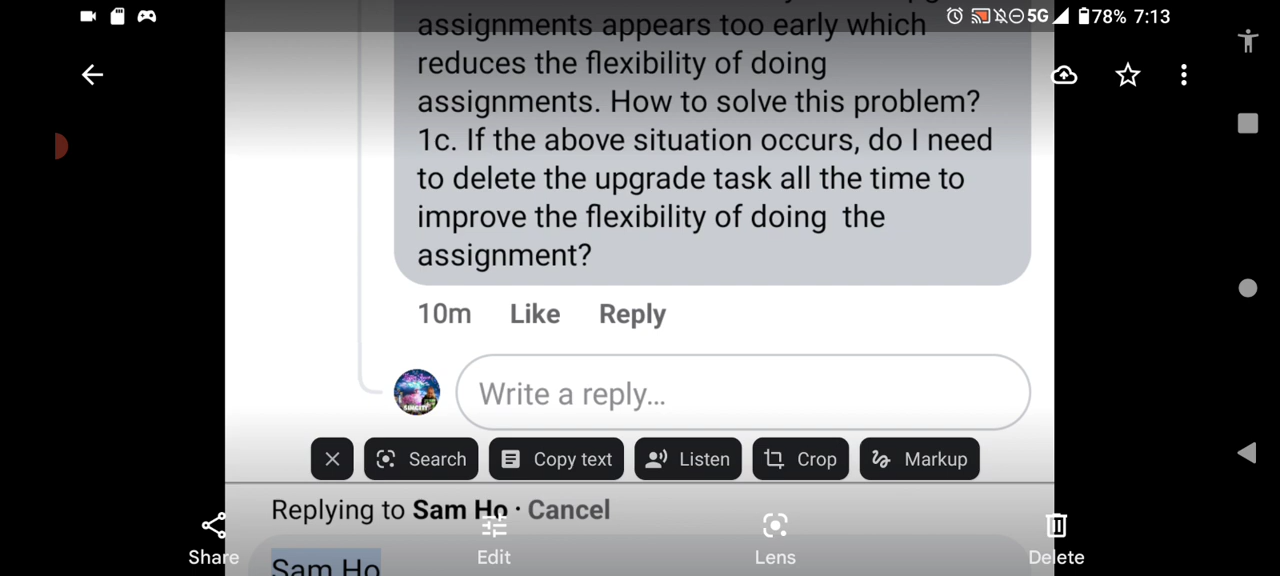 5G 78% 7:13
assignments appears too early which
reduces the flexibility of doing
assignments. How to solve this problem?
1c. If the above situation occurs, do I need
to delete the upgrade task all the time to
improve the flexibility of doing the
assignment?
10m Like Reply
Write a reply...
Search Copy text Listen Crop Markup
Replying to Sam Ho · Cancel
Share Edit Lens Delete
Sam Ho